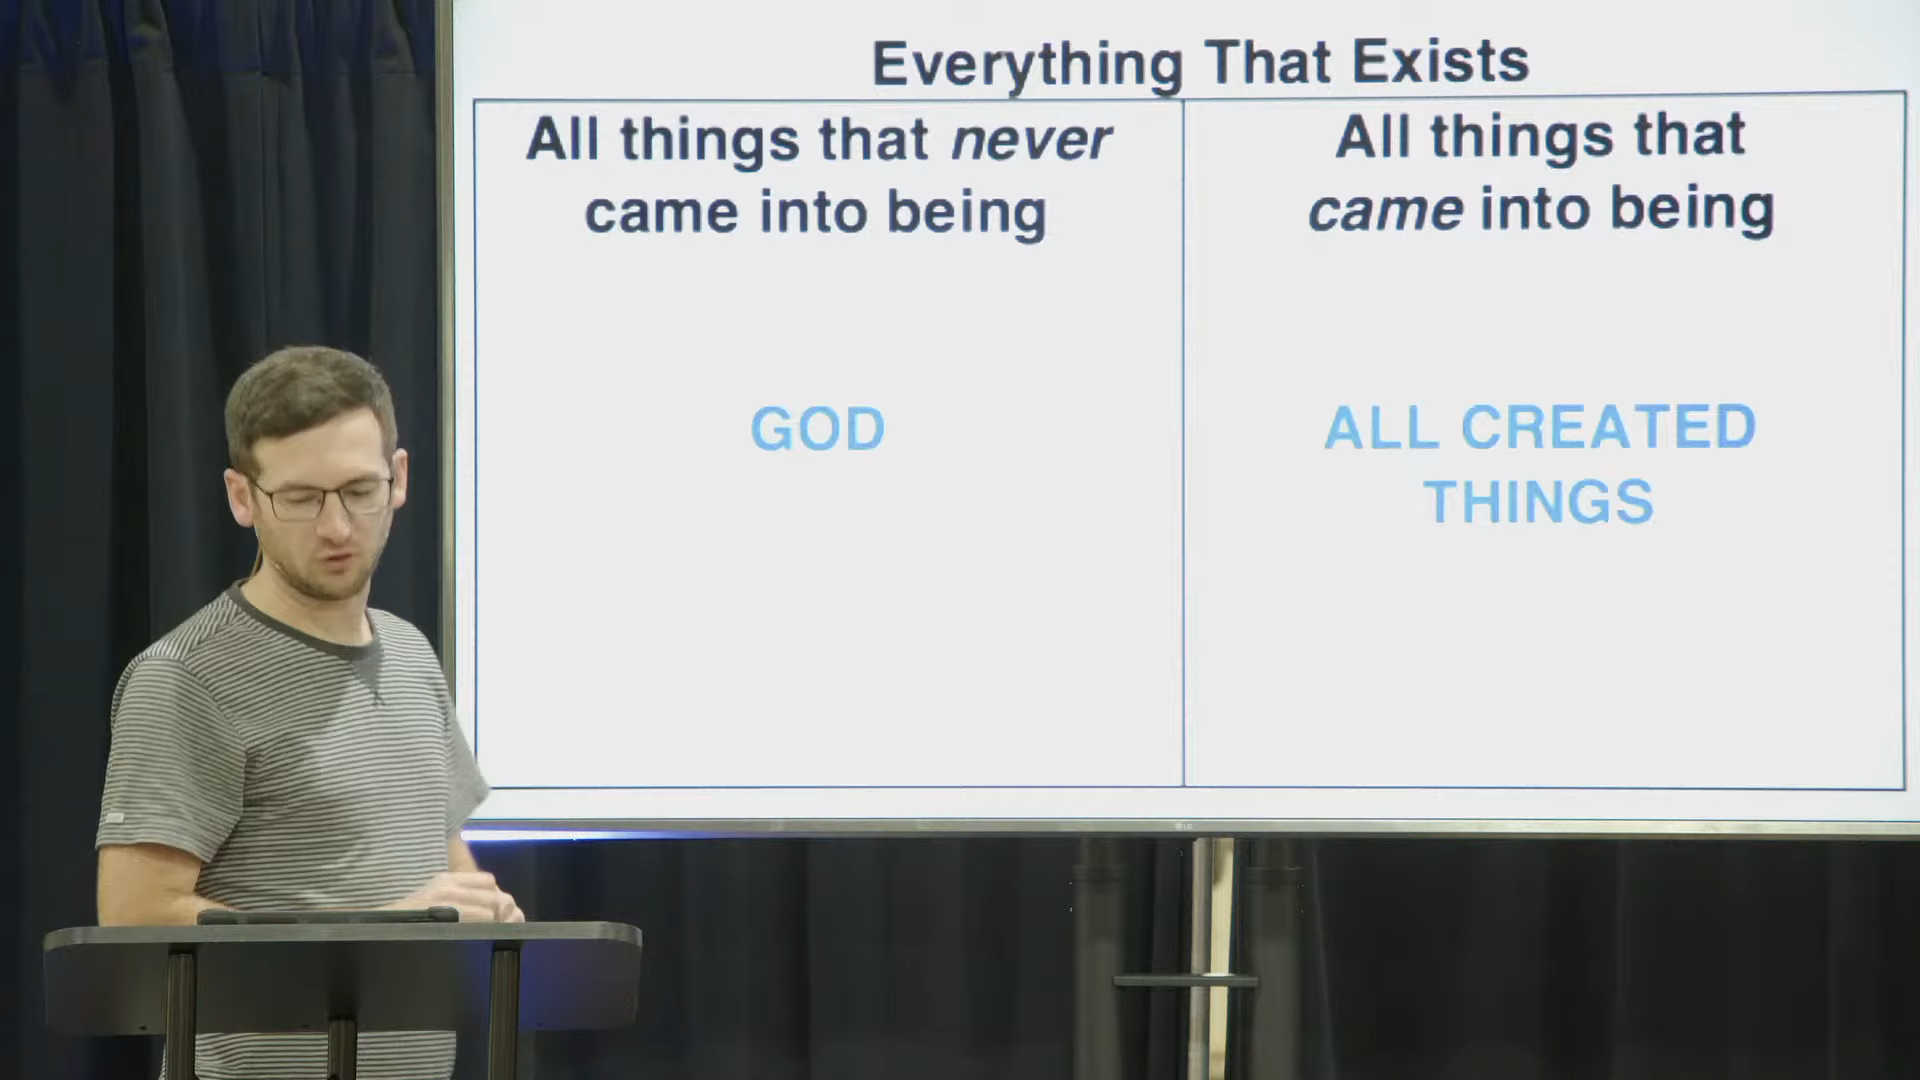 Everything That Exists
All things that never
came into being
All things that
came into being
GOD
ALL CREATED
THINGS
LG